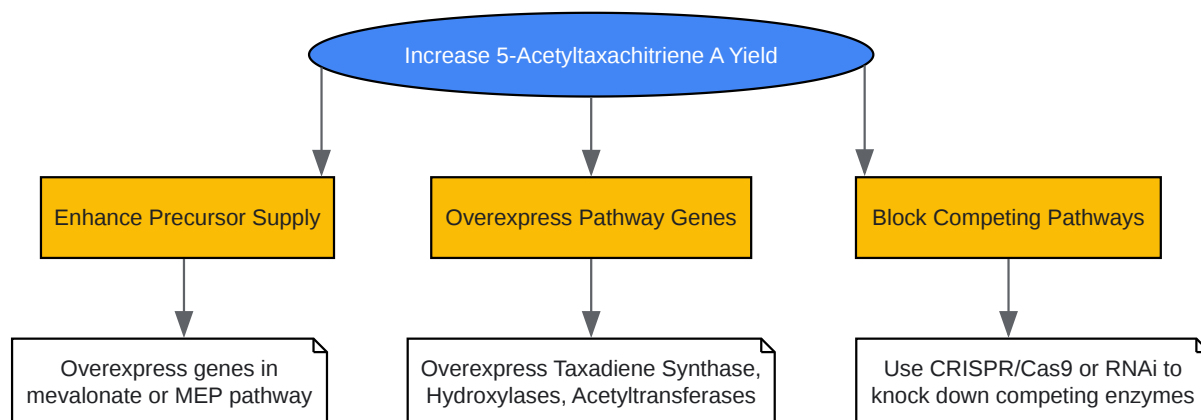 Increase 5-Acetyltaxachitriene A Yield
Enhance Precursor Supply
Overexpress Pathway Genes
Block Competing Pathways
Overexpress genes in
mevalonate or MEP pathway
Overexpress Taxadiene Synthase,
Hydroxylases, Acetyltransferases
Use CRISPR/Cas9 or RNAi to
knock down competing enzymes